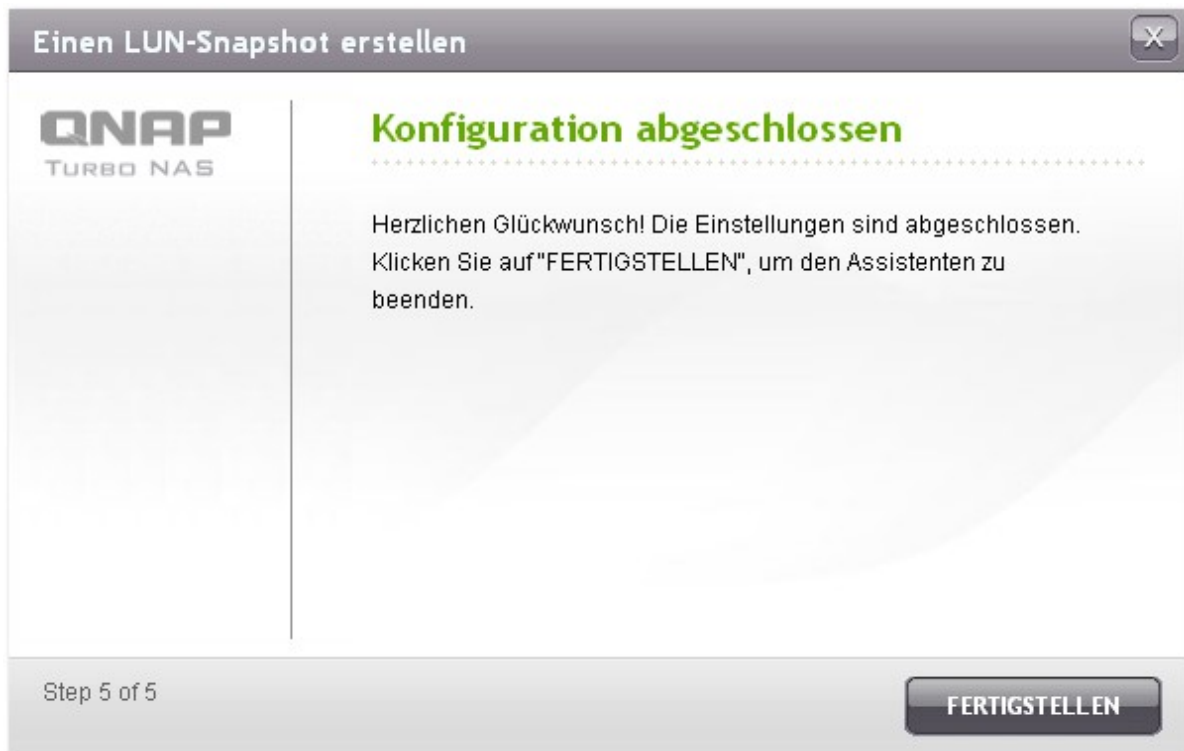 Einen LUN-Snapshot erstellen
X
QNAP
TURBO NAS
Konfiguration abgeschlossen
Herzlichen Glückwunsch! Die Einstellungen sind abgeschlossen.
Klicken Sie auf "FERTIGSTELLEN", um den Assistenten zu
beenden.
Step 5 of 5
FERTIGSTELLEN